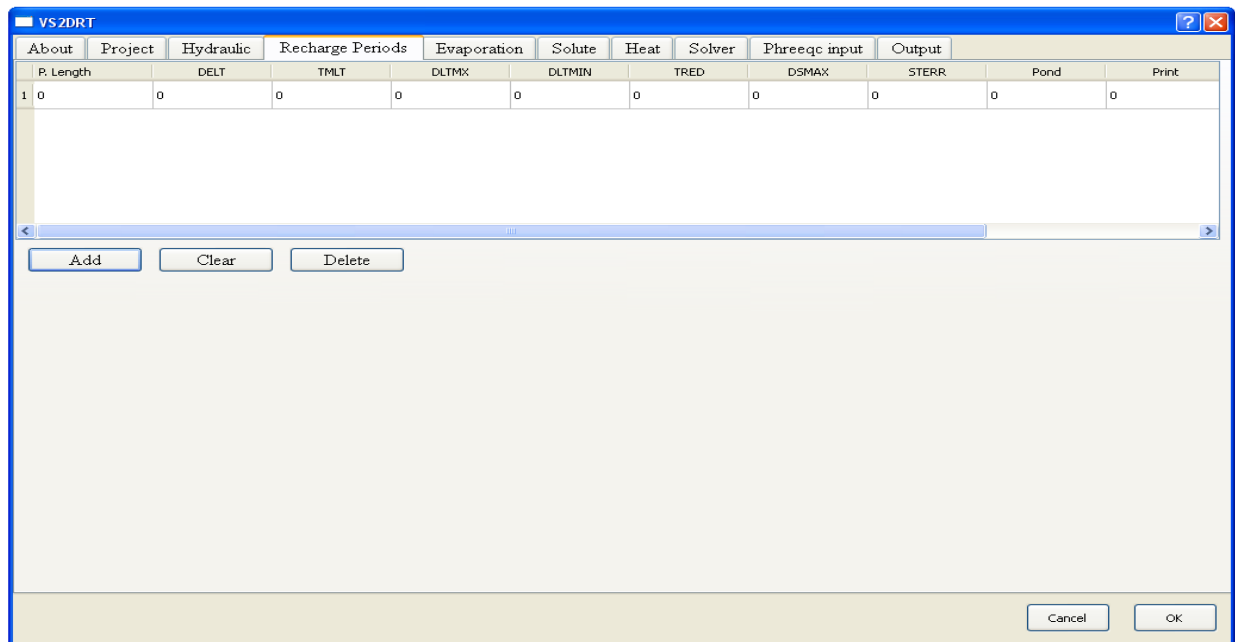 VS2DRT
About Project Hydraulic Recharge Periods Evaporation Solute Heat Solver Phreeqc input Output
P. Length DELT TMLT DLTMX DLTMIN TRED DSMAX STERR Pond Print
1 0 0 0 0 0 0 0 0 0 0
Add Clear Delete
Cancel OK